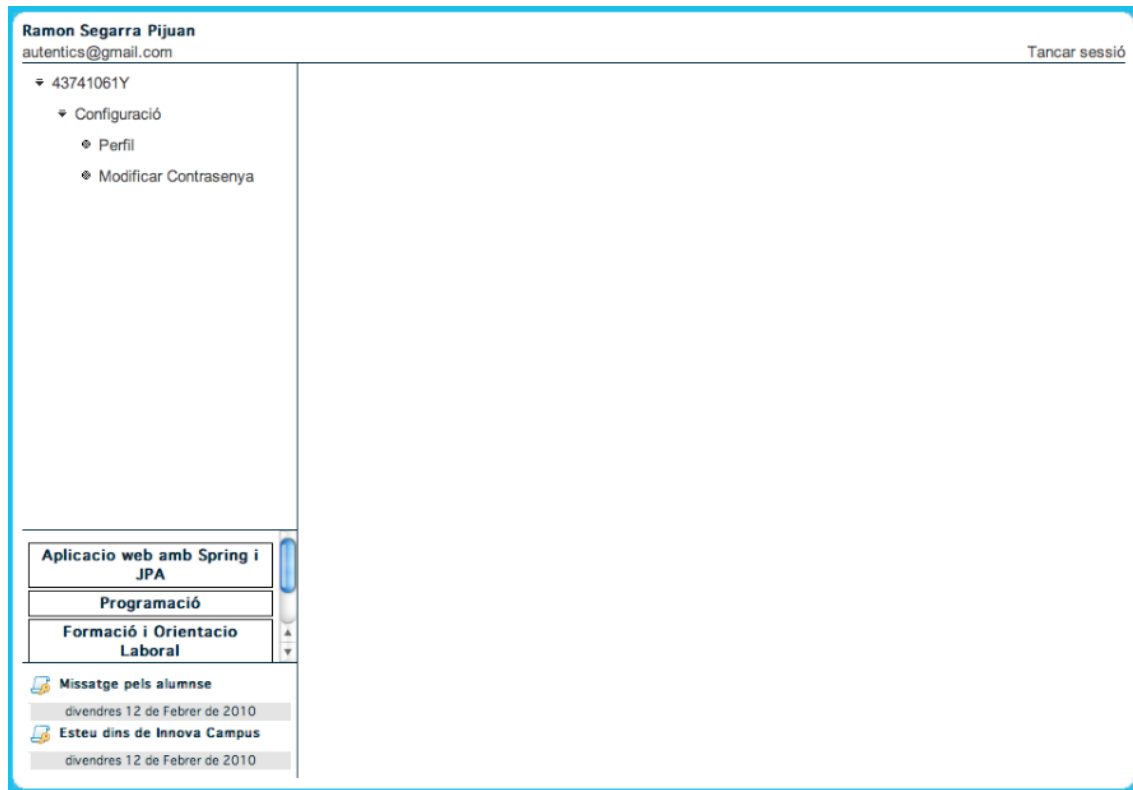 Ramon Segarra Pijuan
autentics@gmail.com
Tancar sessió
43741061Y
Configuració
Perfil
Modificar Contrasenya
Aplicacio web amb Spring i
JPA
Programació
Formació i Orientacio
Laboral
Missatge pels alumnse
divendres 12 de Febrer de 2010
Esteu dins de Innova Campus
divendres 12 de Febrer de 2010